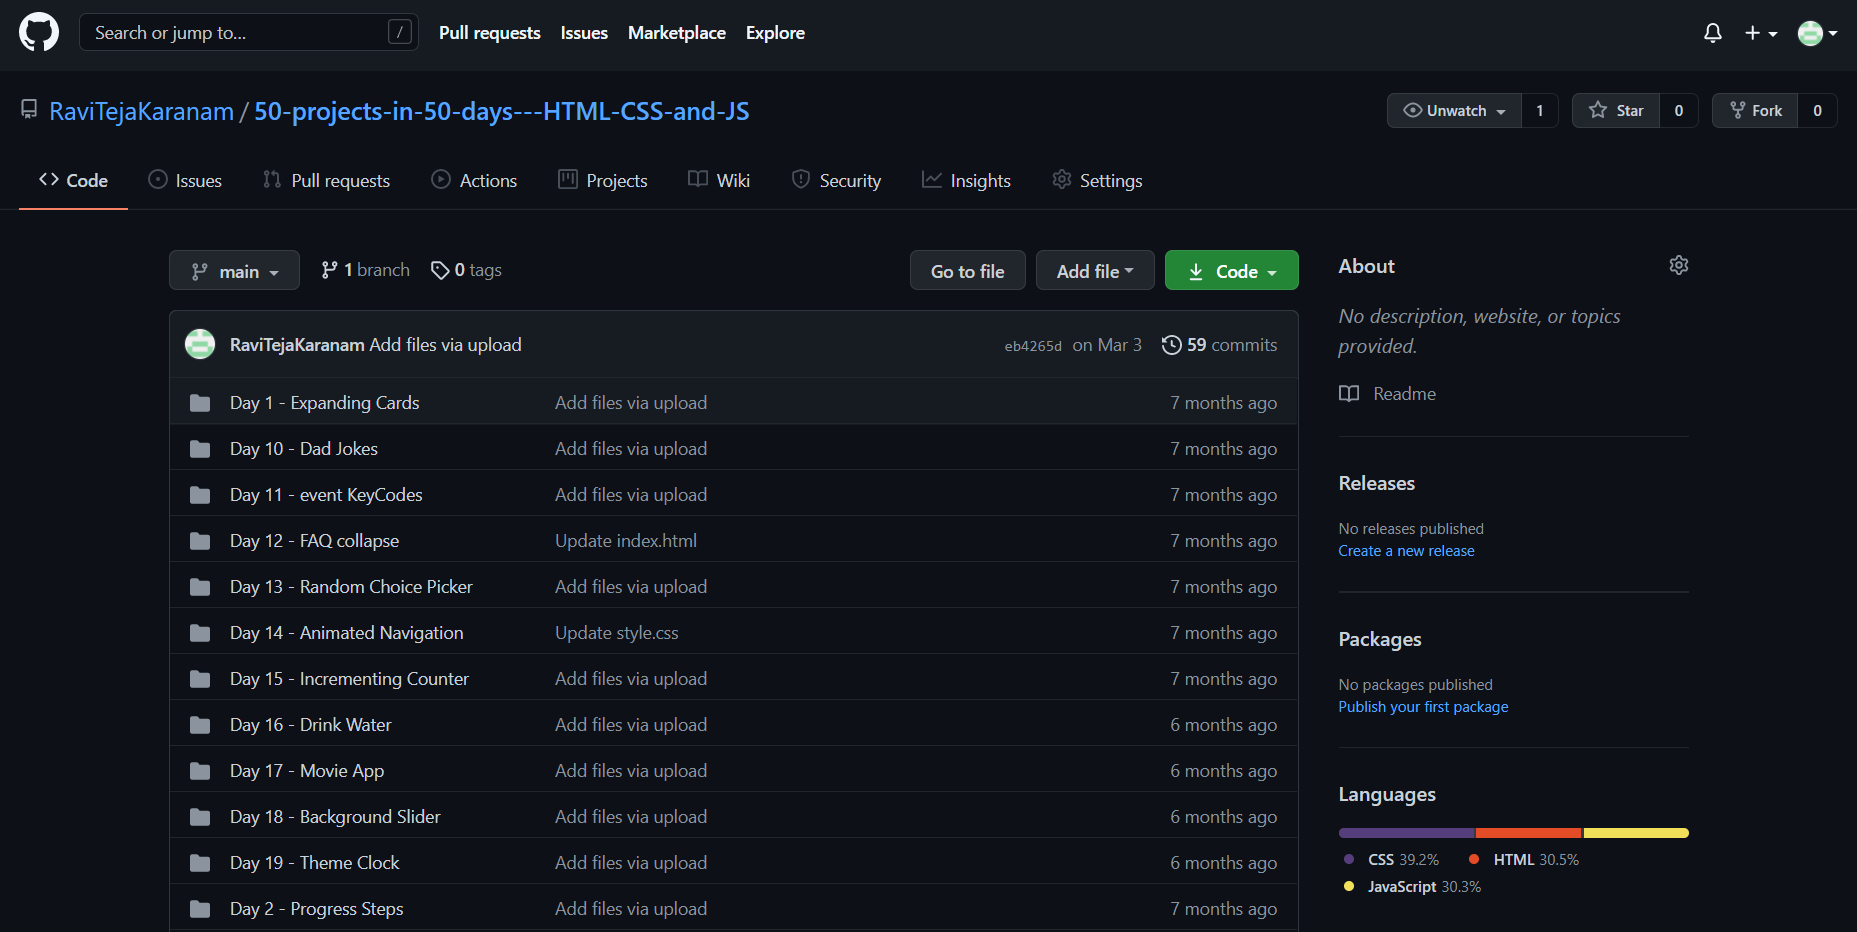 Search or jump to... / Pull requests Issues Marketplace Explore
RaviTejaKaranam / 50-projects-in-50-days---HTML-CSS-and-JS Unwatch 1 Star 0 Fork 0
Code Issues Pull requests Actions Projects Wiki Security Insights Settings
main 1 branch 0 tags Go to file Add file Code
RaviTejaKaranam Add files via upload eb4265d on Mar 3 59 commits
Day 1 - Expanding Cards Add files via upload 7 months ago
Day 10 - Dad Jokes Add files via upload 7 months ago
Day 11 - event KeyCodes Add files via upload 7 months ago
Day 12 - FAQ collapse Update index.html 7 months ago
Day 13 - Random Choice Picker Add files via upload 7 months ago
Day 14 - Animated Navigation Update style.css 7 months ago
Day 15 - Incrementing Counter Add files via upload 7 months ago
Day 16 - Drink Water Add files via upload 6 months ago
Day 17 - Movie App Add files via upload 6 months ago
Day 18 - Background Slider Add files via upload 6 months ago
Day 19 - Theme Clock Add files via upload 6 months ago
Day 2 - Progress Steps Add files via upload 7 months ago
About
No description, website, or topics
provided.
Readme
Releases
No releases published
Create a new release
Packages
No packages published
Publish your first package
Languages
CSS 39.2% HTML 30.5%
JavaScript 30.3%